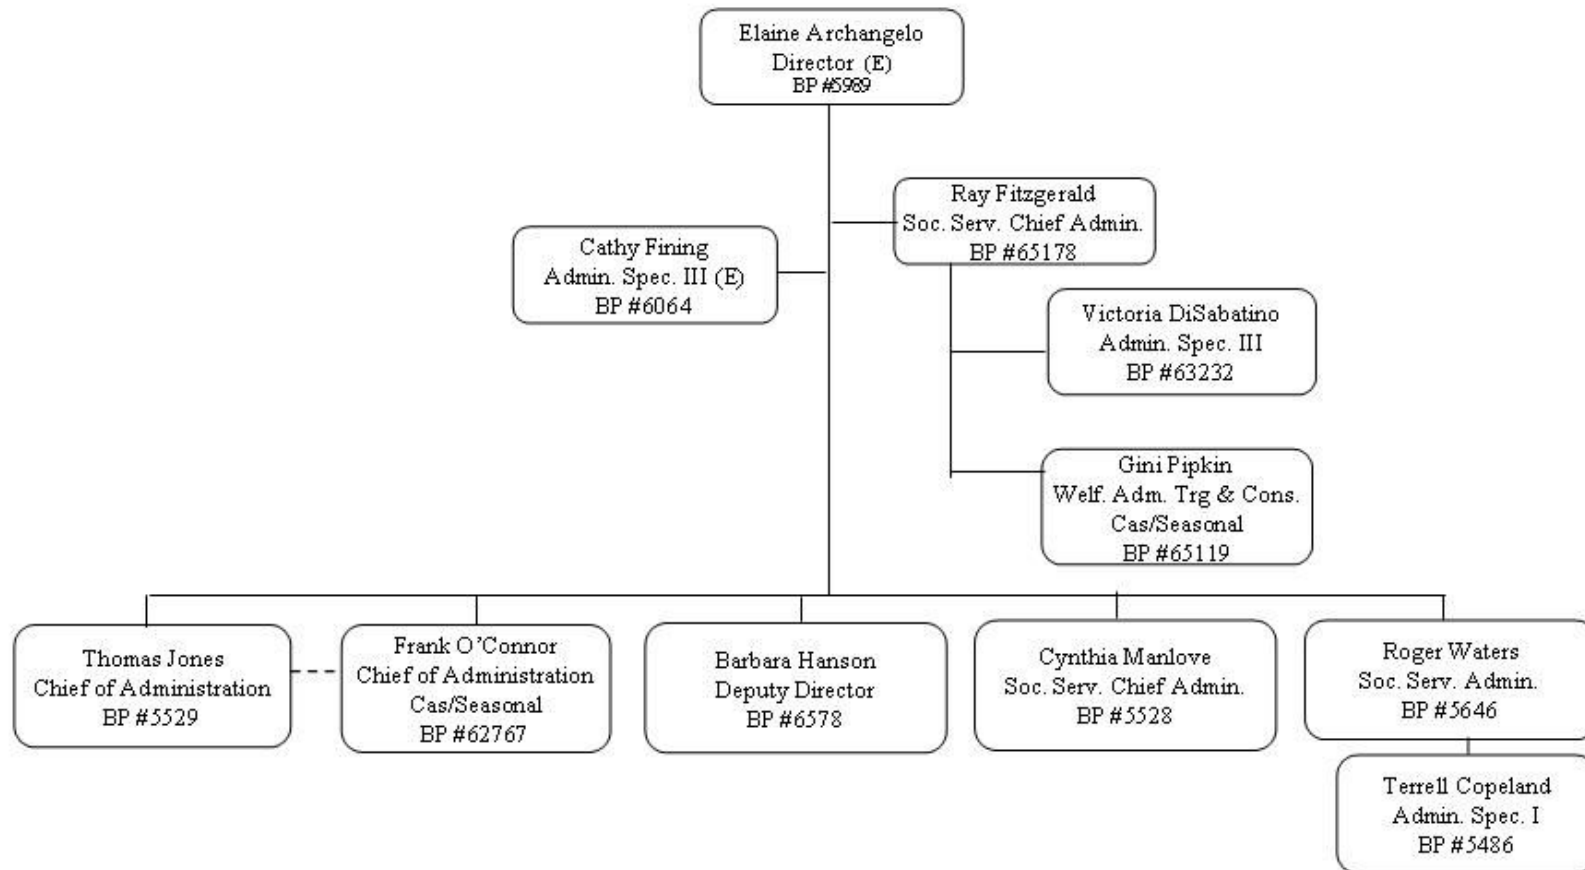 Elaine Archangelo
Director (E)
BP #5989
Ray Fitzgerald
Soc. Serv. Chief Admin.
BP #65178
Cathy Fining
Admin. Spec. III (E)
BP #6064
Victoria DiSabatino
Admin. Spec. III
BP #63232
Gini Pipkin
Welf. Adm. Trg & Cons.
Cas/Seasonal
BP #65119
Thomas Jones
Chief of Administration
BP #5529
Frank O’Connor
Chief of Administration
Cas/Seasonal
BP #62767
Barbara Hanson
Deputy Director
BP #6578
Cynthia Manlove
Soc. Serv. Chief Admin.
BP #5528
Roger Waters
Soc. Serv. Admin.
BP #5646
Terrell Copeland
Admin. Spec. I
BP #5486